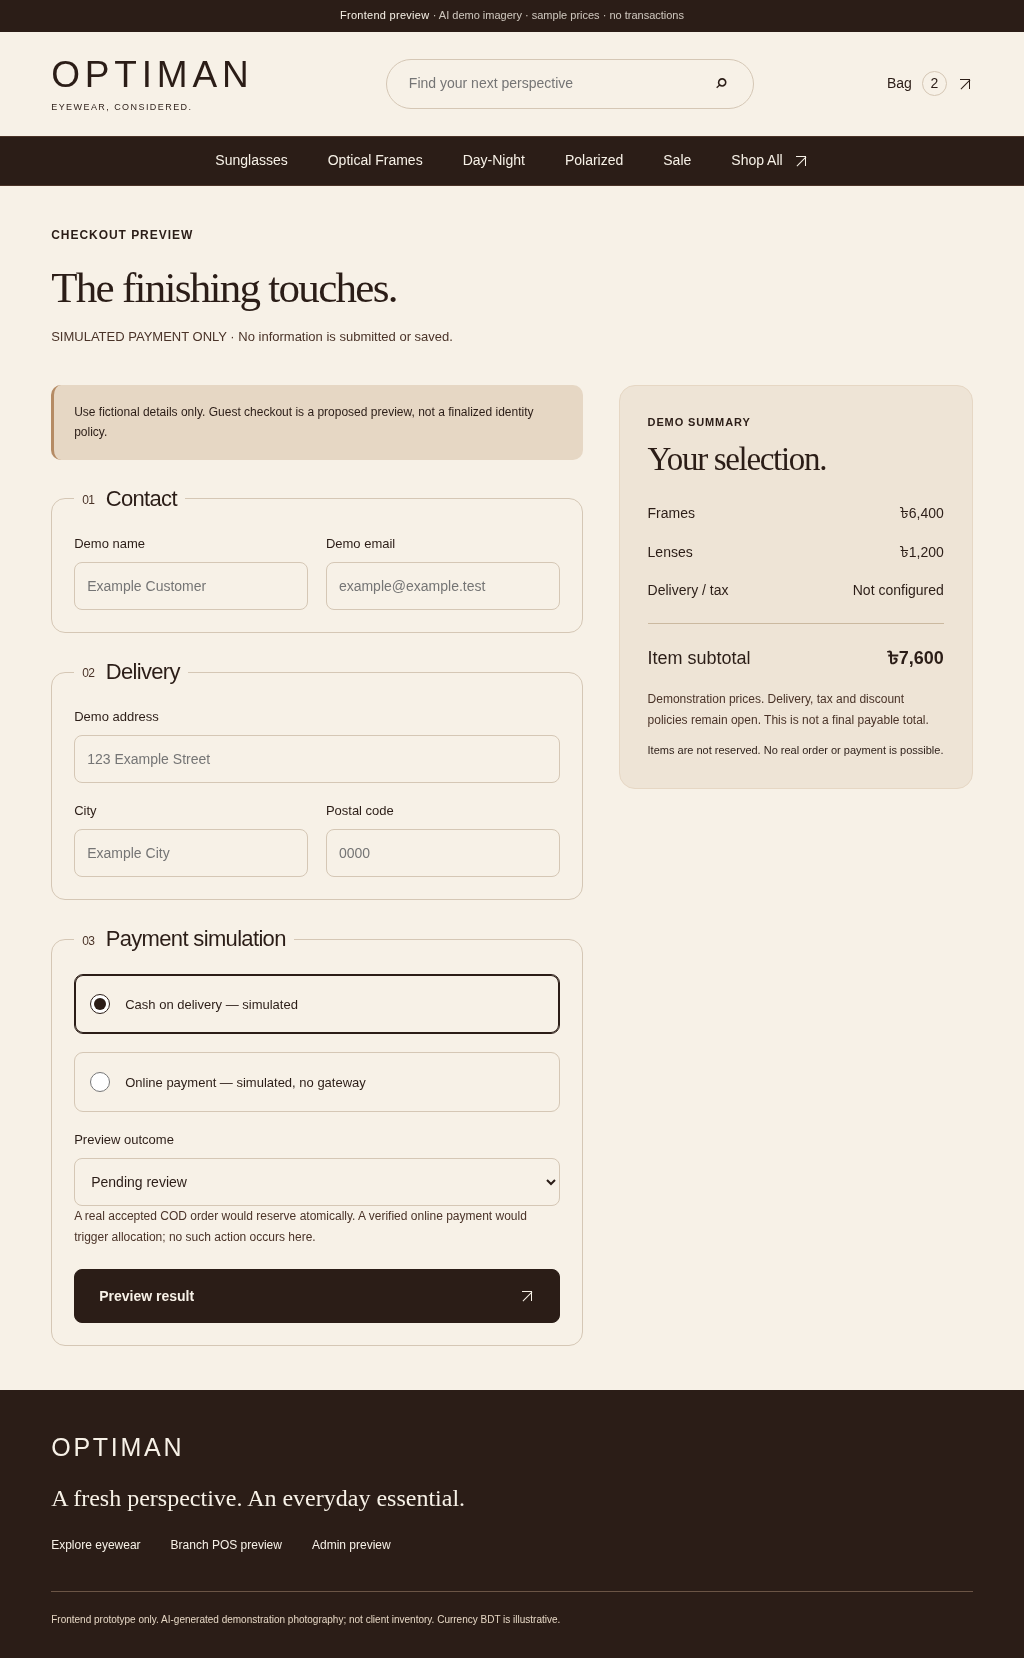 Frontend preview · AI demo imagery · sample prices · no transactions
OPTIMAN
EYEWEAR, CONSIDERED.
Find your next perspective
Bag 2
Sunglasses Optical Frames Day-Night Polarized Sale Shop All
CHECKOUT PREVIEW
The finishing touches.
SIMULATED PAYMENT ONLY · No information is submitted or saved.
Use fictional details only. Guest checkout is a proposed preview, not a finalized identity
policy.
01 Contact
Demo name Demo email
Example Customer example@example.test
02 Delivery
Demo address
123 Example Street
City Postal code
Example City 0000
03 Payment simulation
Cash on delivery — simulated
Online payment — simulated, no gateway
Preview outcome
Pending review
A real accepted COD order would reserve atomically. A verified online payment would
trigger allocation; no such action occurs here.
Preview result
DEMO SUMMARY
Your selection.
Frames ৳6,400
Lenses ৳1,200
Delivery / tax Not configured
Item subtotal ৳7,600
Demonstration prices. Delivery, tax and discount
policies remain open. This is not a final payable total.
Items are not reserved. No real order or payment is possible.
OPTIMAN
A fresh perspective. An everyday essential.
Explore eyewear Branch POS preview Admin preview
Frontend prototype only. AI-generated demonstration photography; not client inventory. Currency BDT is illustrative.